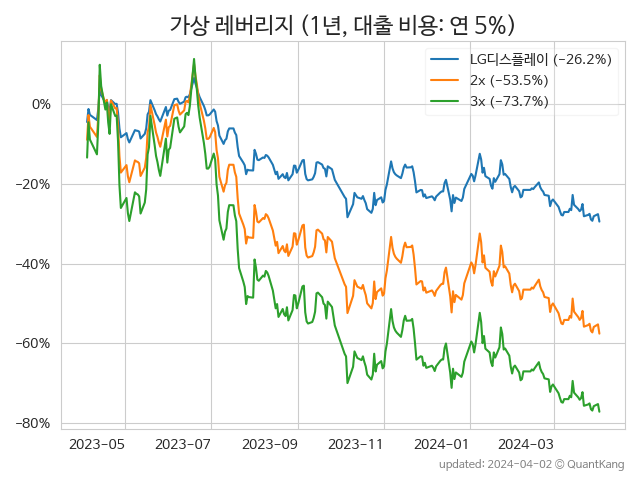 가상 레버리지 (1년, 대출 비용: 연 5%)
LG디스플레이 (−26.2%)
2x (−53.5%)
3x (−73.7%)
0%
−20%
−40%
−60%
−80%
2023-05 2023-07 2023-09 2023-11 2024-01 2024-03
updated: 2024-04-02 © QuantKang